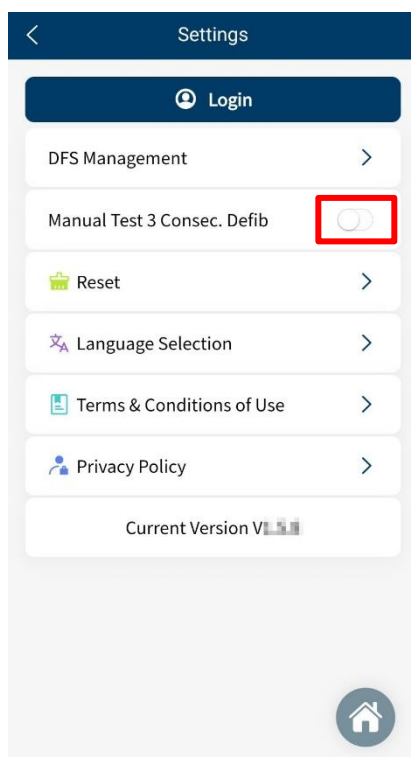 Settings
Login
DFS Management
Manual Test 3 Consec. Defib
Reset
Language Selection
Terms & Conditions of Use
Privacy Policy
Current Version V